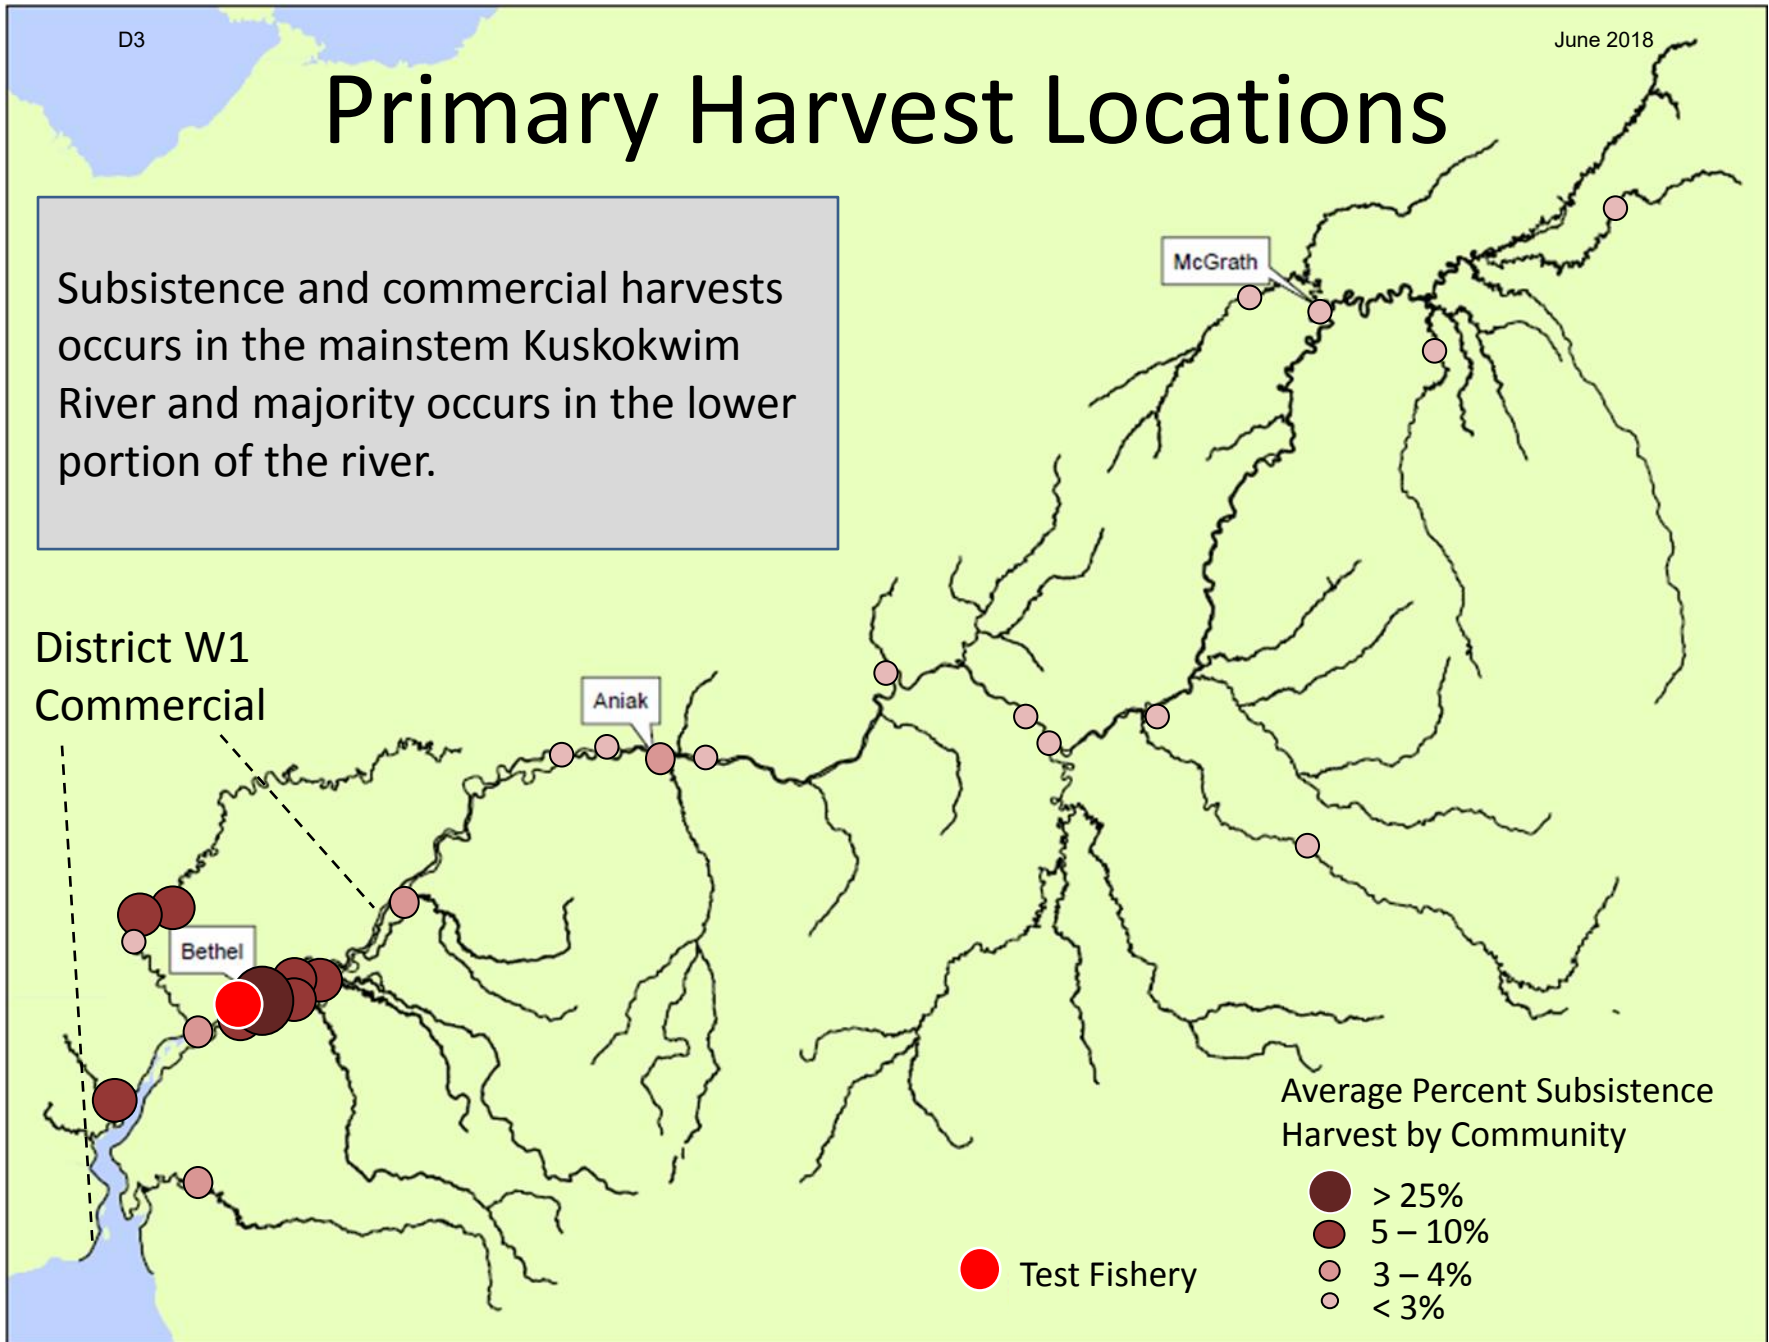 D3
June 2018
Primary Harvest Locations
Subsistence and commercial harvests
occurs in the mainstem Kuskokwim
River and majority occurs in the lower
portion of the river.
McGrath
District W1
Commercial
Aniak
Bethel
Average Percent Subsistence
Harvest by Community
> 25%
5 – 10%
3 – 4%
< 3%
Test Fishery